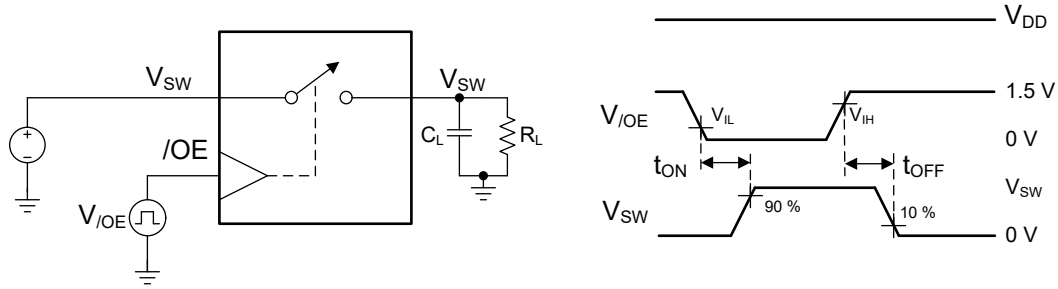 V_SW
V_SW
C_L
R_L
/OE
V_/OE
+
-
V_DD
V_/OE
V_IL
V_IH
1.5 V
0 V
t_ON
t_OFF
V_SW
90 %
10 %
V_SW
0 V